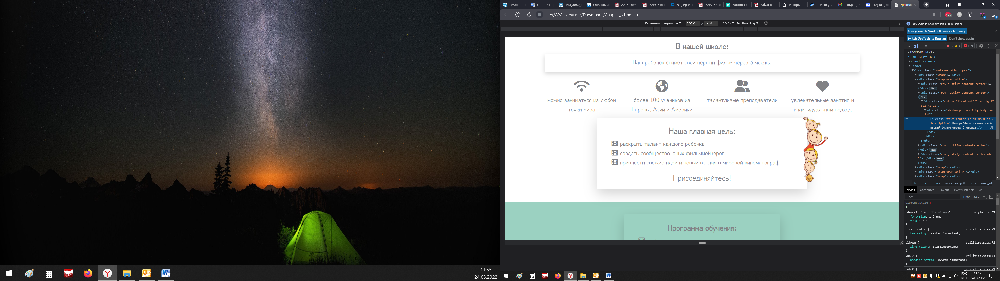 11:55
24.03.2022
desktop –
Google Пе
МИ_3650_
Область-а
2016-mp6-
2016-6464
Федераль
2019-5818
Automated
Advanced
Роторы га
Яндекс.Ди
Входящие
(18) Входя
Детская
file:///C:/Users/user/Downloads/Chaplin_school.html
12
1
Dimensions: Responsive
1512 × 780
100%
No throttling
В нашей школе:
Ваш ребёнок снимет свой первый фильм через 3 месяца
можно заниматься из любой
точки мира
более 100 учеников из
Европы, Азии и Америки
талантливые преподаватели
увлекательные занятия и
индивидуальный подход
Наша главная цель:
раскрыть талант каждого ребенка
создать сообщество юных фильммейкеров
привнести свежие идеи и новый взгляд в мировой кинематограф
Присоединяйтесь!
Программа обучения:
DevTools is now available in Russian!
Always match Yandex Browser's language
Switch DevTools to Russian
Don't show again
12 3 129
<!DOCTYPE html>
<html lang="ru">
<head>…</head>
<body>
<div class="container-fluid p-0">
<div class="wrap">…</div>
<div class="wrap wrap_white">
<div class="row justify-content-center">…
</div> flex
<div class="row justify-content-center">
flex
<div class="col-sm-12 col-md-12 col-lg-12
col-xl-12">
<div class="shadow p-3 mb-3 bg-body roun
ded">
<p class="text-center lh-sm mb-0 pb-2
description">Ваш ребёнок снимет свой
первый фильм через 3 месяца</p> == $0
</div>
</div>
</div>
<div class="row justify-content-center">…
</div> flex
<div class="row justify-content-center mb-
5">…</div> flex
</div>
<div class="wrap">…</div>
<div class="wrap wrap_white">…</div>
<div class="wrap">…</div>
… html body div.container-fluid.p-0 div.wrap.wrap_wh …
Styles Computed Layout Event Listeners
Filter :hov .cls +
element.style {
}
.description, .list-item { style.css:67
font-size: 1.5rem;
margin: 0;
}
.text-center { _utilities.scss:71
text-align: center!important;
}
.lh-sm { _utilities.scss:71
line-height: 1.25!important;
}
.pb-2 { _utilities.scss:71
padding-bottom: 0.5rem!important;
}
.mb-0 { _utilities.scss:71
РУС
RUT
11:55
24.03.2022